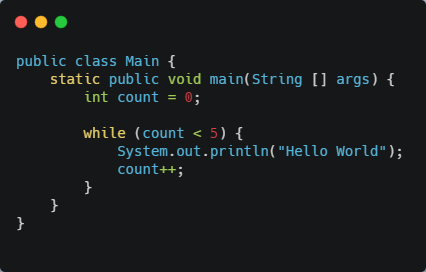 public class Main {
    static public void main(String [] args) {
        int count = 0;

        while (count < 5) {
            System.out.println("Hello World");
            count++;
        }
    }
}